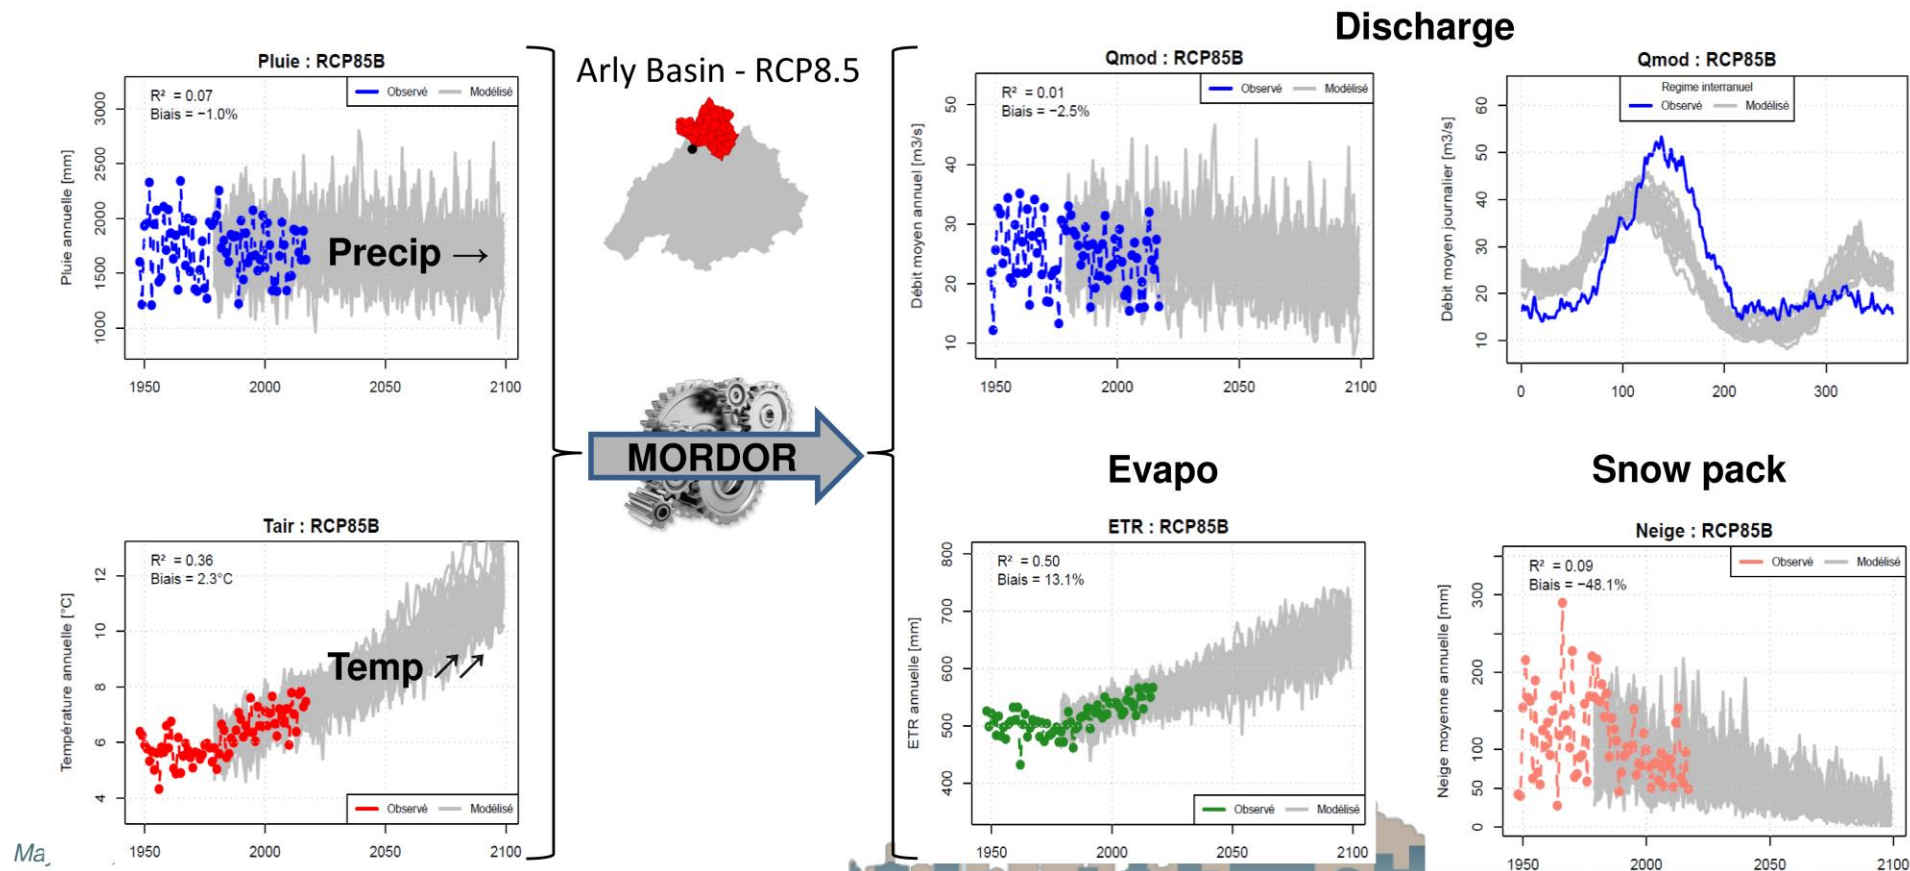 Discharge
Arly Basin - RCP8.5
Pluie : RCP85B
R² = 0.07
Biais = −1.0%
Observé
Modélisé
Pluie annuelle [mm]
3000
2500
2000
1500
1000
Precip →
1950
2000
2050
2100
Qmod : RCP85B
R² = 0.01
Biais = −2.5%
Observé
Modélisé
Débit moyen annuel [m3/s]
50
40
30
20
10
1950
2000
2050
2100
Qmod : RCP85B
Regime interannuel
Observé
Modélisé
Débit moyen journalier [m3/s]
60
50
40
30
20
10
0
100
200
300
MORDOR
Evapo
Snow pack
Tair : RCP85B
R² = 0.36
Biais = 2.3°C
Température annuelle [°C]
12
10
8
6
4
Temp ↗↗
Observé
Modélisé
1950
2000
2050
2100
ETR : RCP85B
R² = 0.50
Biais = 13.1%
ETR annuelle [mm]
800
700
600
500
400
Observé
Modélisé
1950
2000
2050
2100
Neige : RCP85B
Observé
Modélisé
R² = 0.09
Biais = −48.1%
Neige moyenne annuelle [mm]
300
200
100
50
0
1950
2000
2050
2100